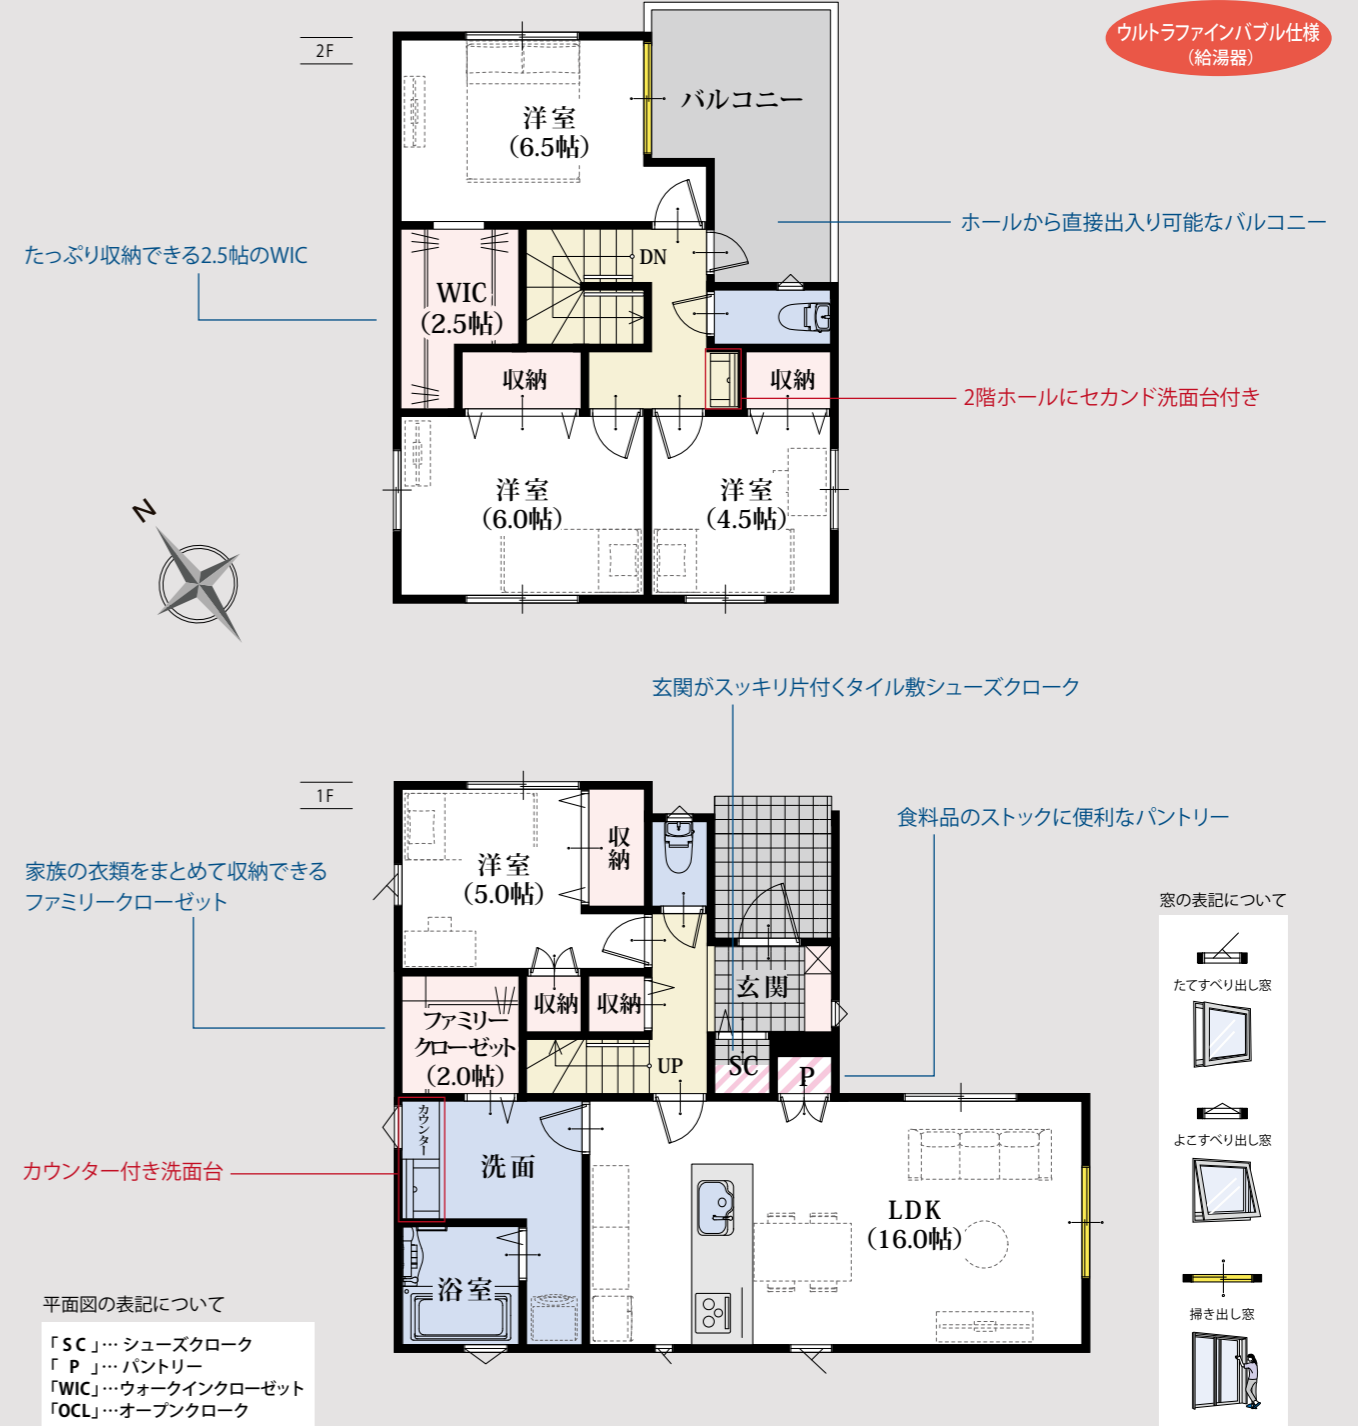 ウルトラファインバブル仕様
（給湯器）
2F
バルコニー
洋室
（6.5帖）
ホールから直接出入り可能なバルコニー
たっぷり収納できる2.5帖のWIC
DN
WIC
（2.5帖）
収納
収納
2階ホールにセカンド洗面台付き
洋室
（6.0帖）
洋室
（4.5帖）
N
玄関がスッキリ片付くタイル敷シューズクローク
1F
食料品のストックに便利なパントリー
収納
洋室
（5.0帖）
家族の衣類をまとめて収納できる
ファミリークローゼット
窓の表記について
たてすべり出し窓
よこすべり出し窓
掃き出し窓
玄関
収納
収納
ファミリー
クローゼット
（2.0帖）
UP
SC
P
カウンター
カウンター付き洗面台
洗面
LDK
（16.0帖）
浴室
平面図の表記について
「SC」…シューズクローク
「P」…パントリー
「WIC」…ウォークインクローゼット
「OCL」…オープンクローク